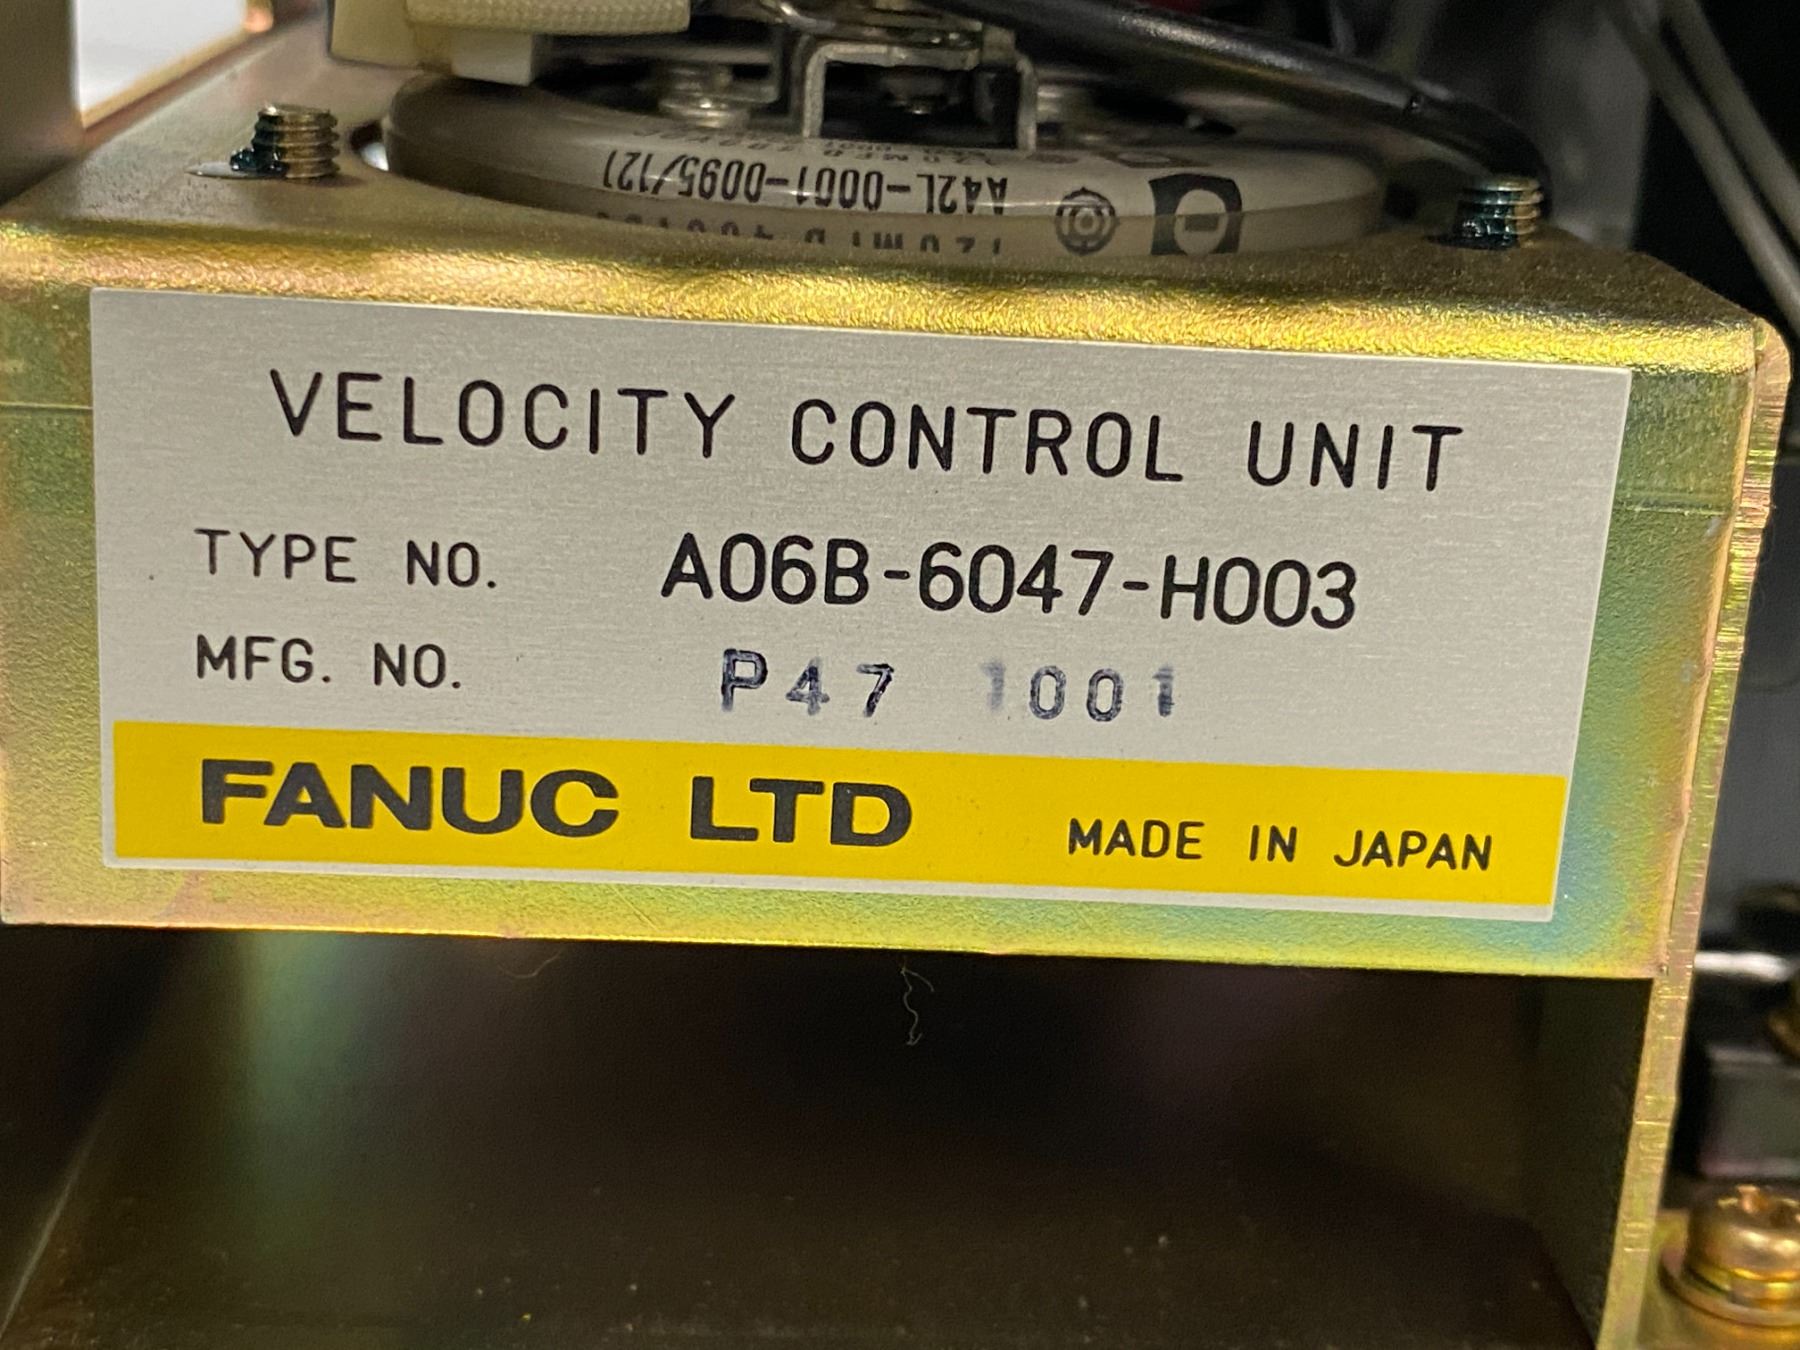 A42L-0001-0095/121
VELOCITY CONTROL UNIT
TYPE NO. A06B-6047-H003
MFG. NO. P47 1001
FANUC LTD MADE IN JAPAN